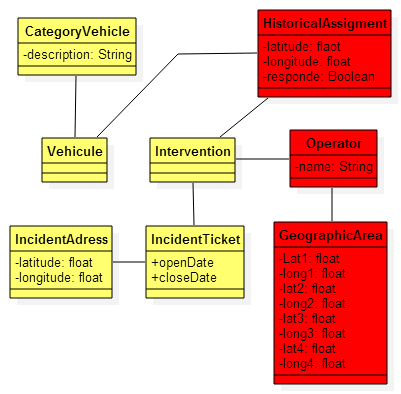 CategoryVehicle
-description: String
HistoricalAssigment
-latitude: flaot
-longitude: float
-responde: Boolean
Vehicule
Intervention
Operator
-name: String
IncidentAdress
-latitude: float
-longitude: float
IncidentTicket
+openDate
+closeDate
GeographicArea
-Lat1: float
-long1: float
-lat2: float
-long2: float
-lat3: float
-long3: float
-lat4: float
-long4: float